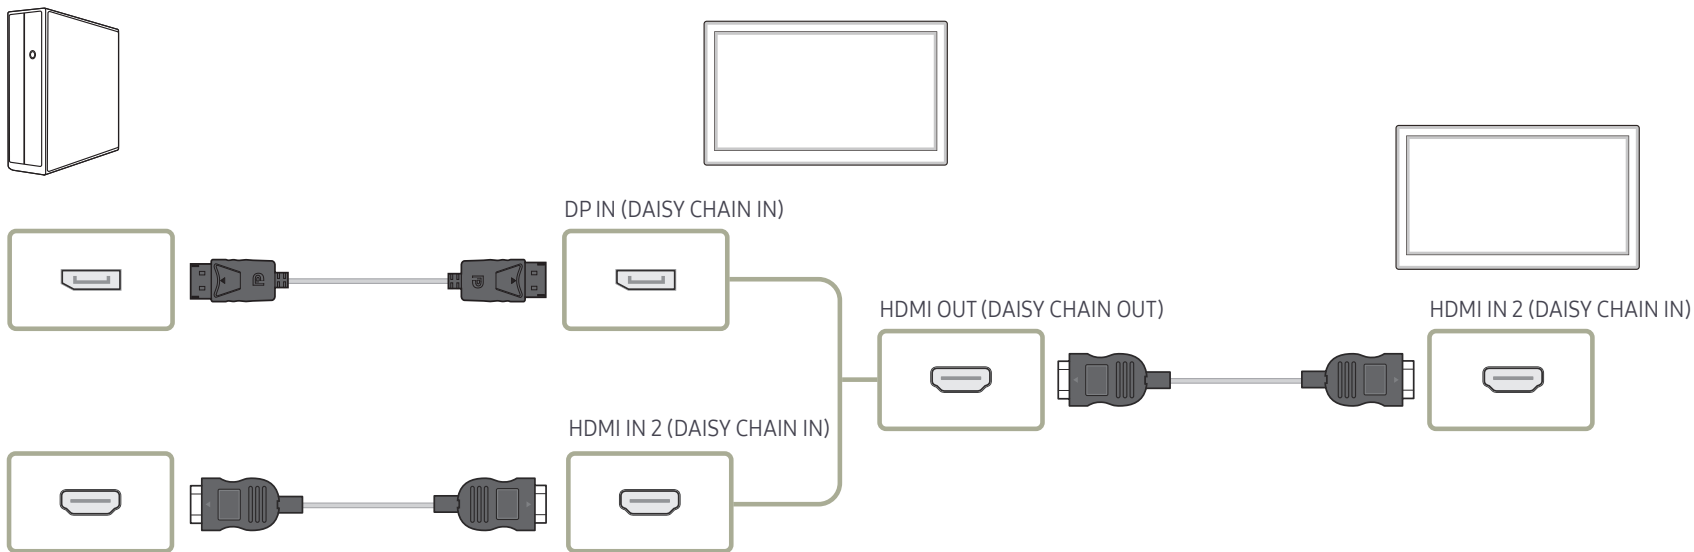 DP IN (DAISY CHAIN IN)
HDMI OUT (DAISY CHAIN OUT)
HDMI IN 2 (DAISY CHAIN IN)
HDMI IN 2 (DAISY CHAIN IN)